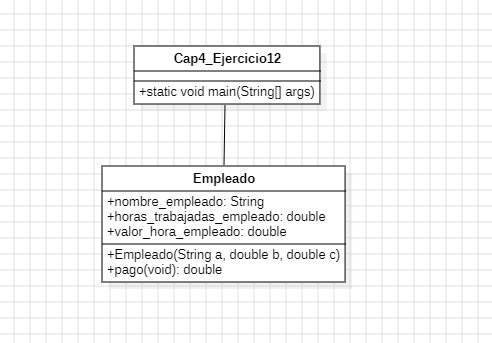 Cap4_Ejercicio12
+static void main(String[] args)
Empleado
+nombre_empleado: String
+horas_trabajadas_empleado: double
+valor_hora_empleado: double
+Empleado(String a, double b, double c)
+pago(void): double